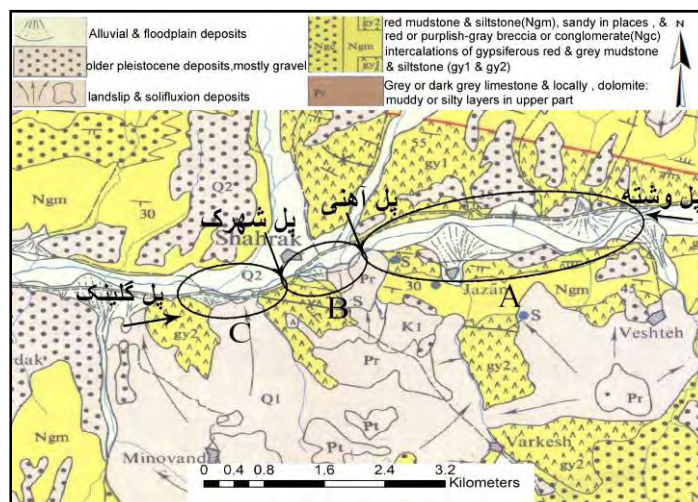 Alluvial & floodplain deposits
older pleistocene deposits,mostly gravel
landslip & solifluxion deposits
gy2
Ngc
Ngm
gy1
red mudstone & siltstone(Ngm), sandy in places , &
red or purplish-gray breccia or conglomerate(Ngc)
intercalations of gypsiferous red & grey mudstone
& siltstone (gy1 & gy2)
Pr
Grey or dark grey limestone & locally , dolomite:
muddy or silty layers in upper part
N
55
gy1
Ngm
30
Q2
پل آهنی
پل وشته
پل شهرک
Shahrak
Q2
S
Pr
30
Jazan
A
Ngm
45
پل گلینک
B
S
C
K1
S
Veshteh
gy2
Pr
gy2
Pr
Q1
Pt
Pt
Ngm
Minovand
Varkesh
gy2
0 0.4 0.8 1.6 2.4 3.2
Kilometers